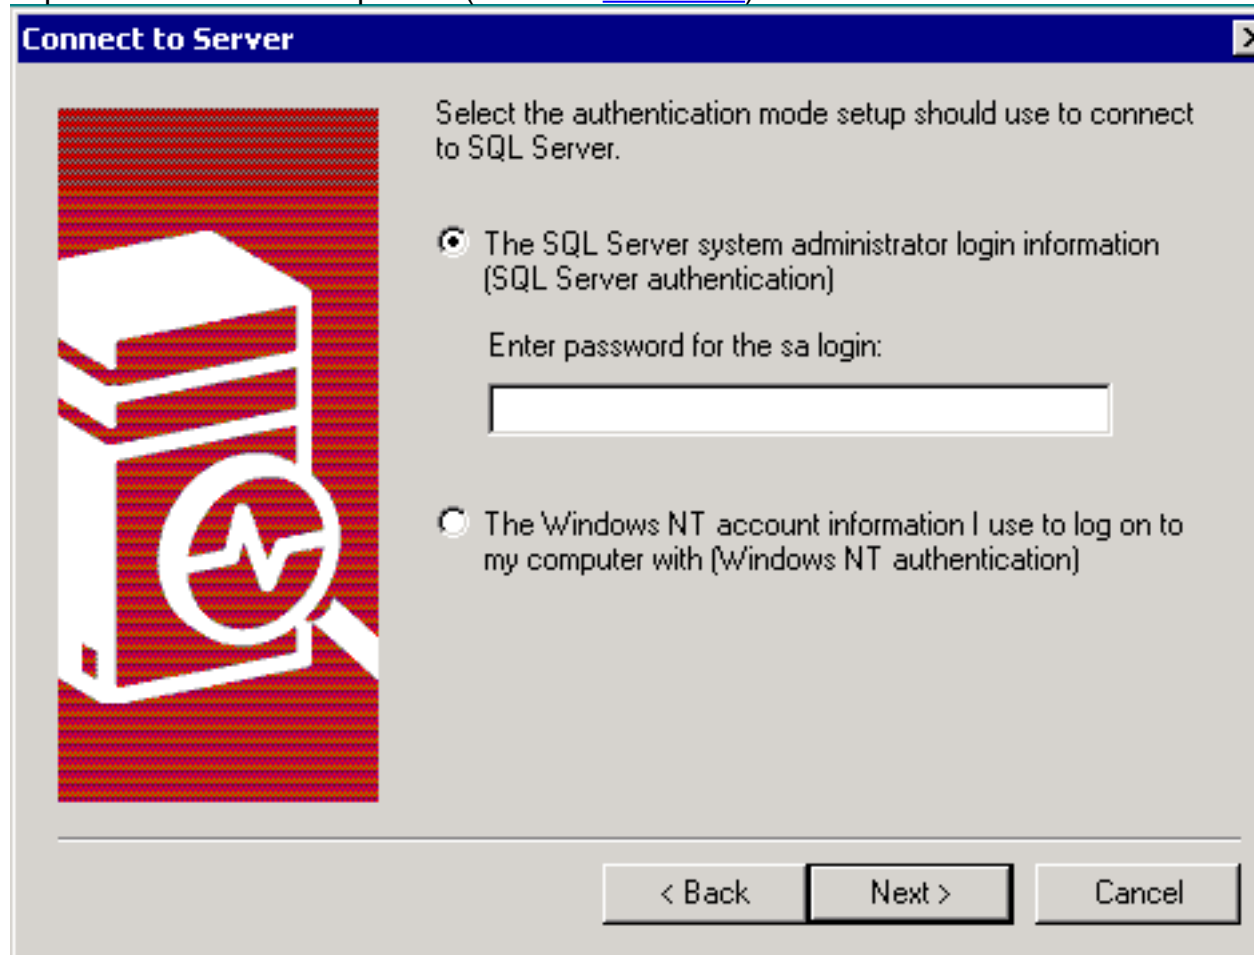 Connect to Server
Select the authentication mode setup should use to connect
to SQL Server.
The SQL Server system administrator login information
(SQL Server authentication)
Enter password for the sa login:
The Windows NT account information I use to log on to
my computer with (Windows NT authentication)
< Back
Next >
Cancel